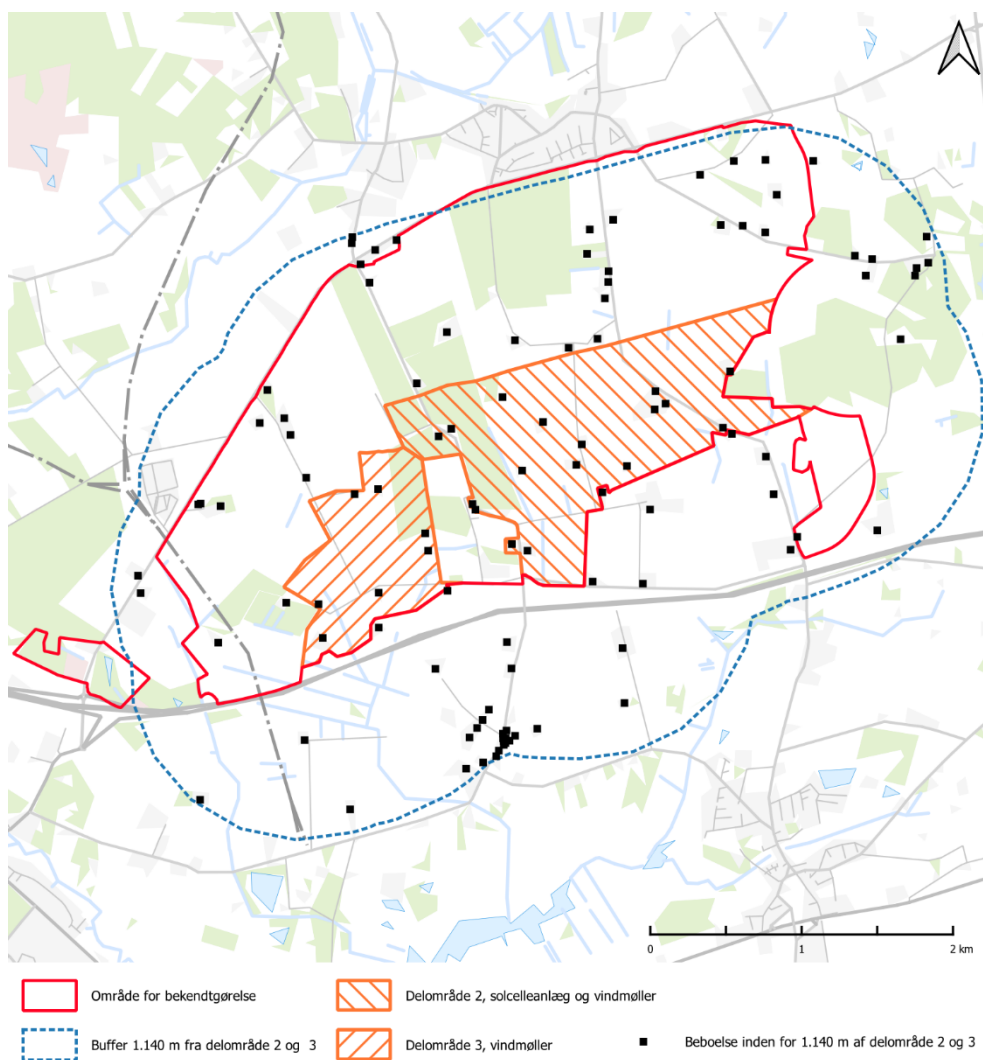 0
1
2 km
Område for bekendtgørelse
Delområde 2, solcelleanlæg og vindmøller
Buffer 1.140 m fra delområde 2 og 3
Delområde 3, vindmøller
Beboelse inden for 1.140 m af delområde 2 og 3